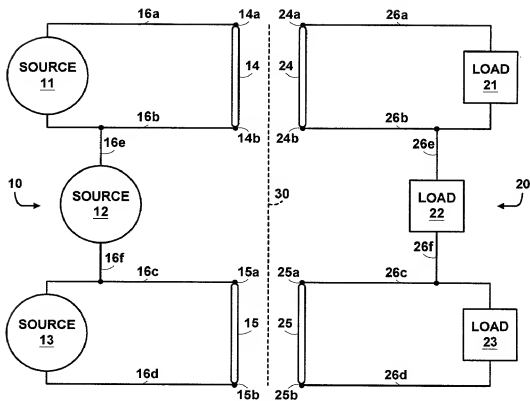 16a 14a 24a 26a
SOURCE 11 14 24 LOAD 21
16b 14b 24b 26b
16e 26e
10 SOURCE 12 30 LOAD 22 20
16f 26f
16c 15a 25a 26c
SOURCE 13 15 25 LOAD 23
16d 15b 25b 26d